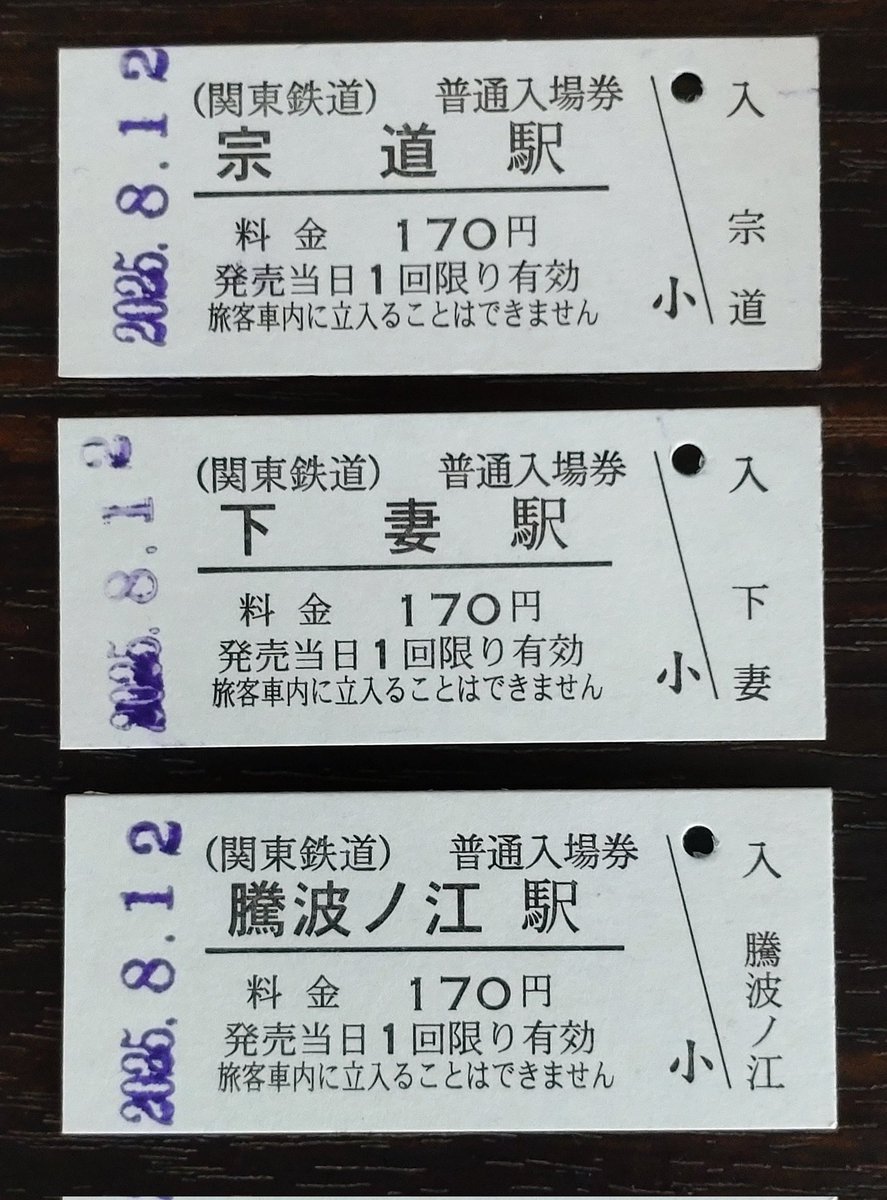 2025.8.12
(関東鉄道) 普通入場券
宗道駅
料金 170円
発売当日1回限り有効
旅客車内に立入ることはできません
小
入
宗道
2025.8.12
(関東鉄道) 普通入場券
下妻駅
料金 170円
発売当日1回限り有効
旅客車内に立入ることはできません
小
入
下妻
2025.8.12
(関東鉄道) 普通入場券
騰波ノ江駅
料金 170円
発売当日1回限り有効
旅客車内に立入ることはできません
小
入
騰波ノ江